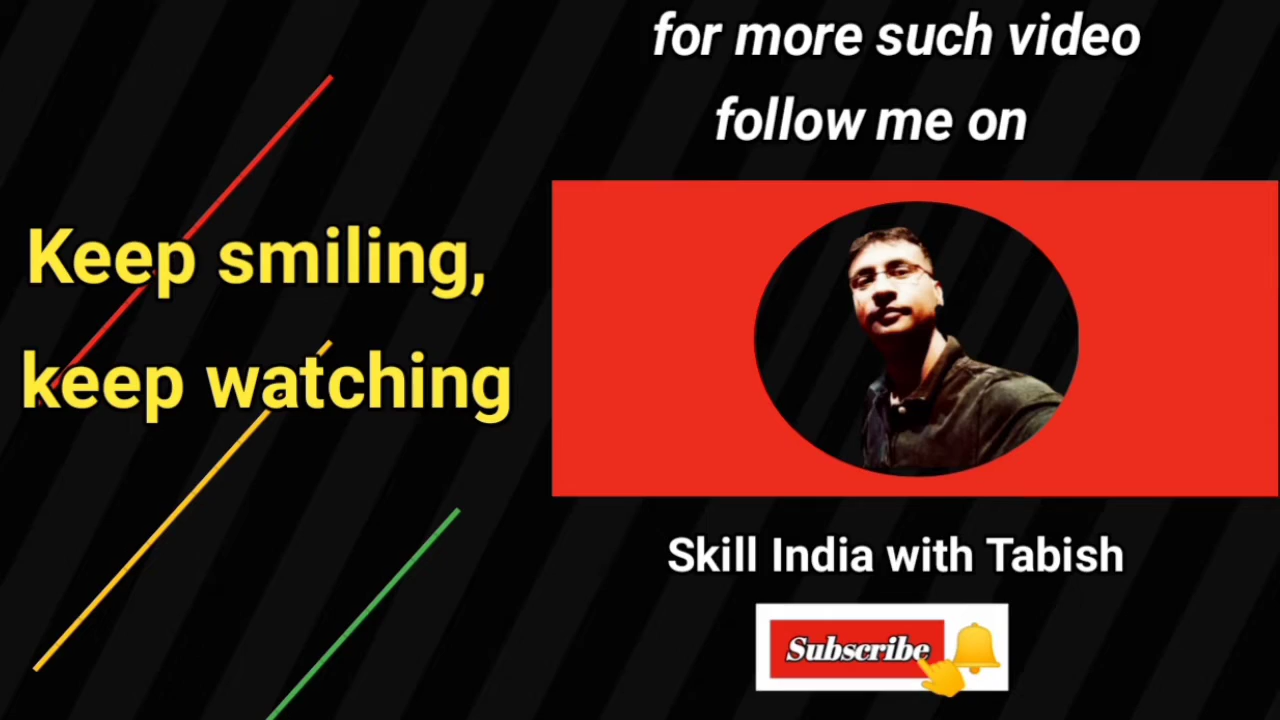 for more such video
follow me on
Keep smiling,
keep watching
Skill India with Tabish
Subscribe